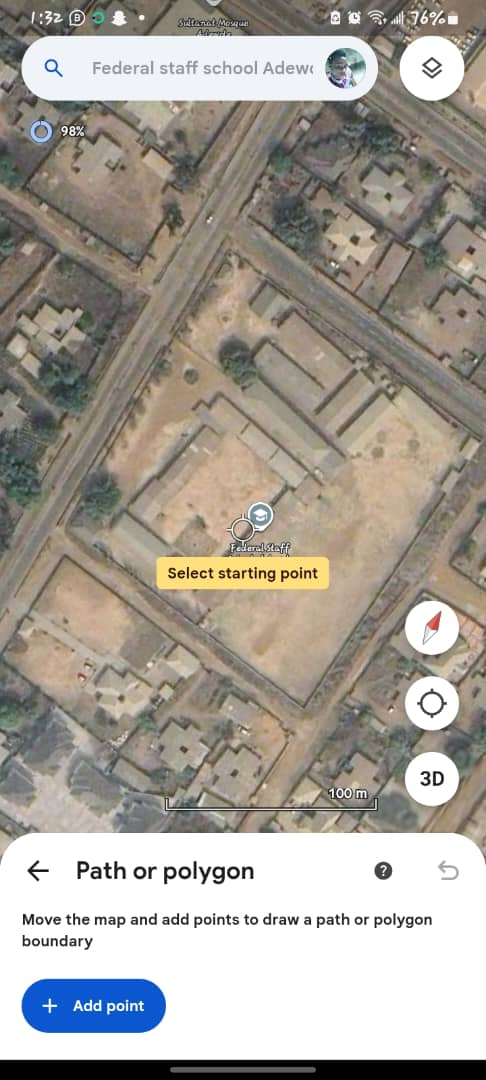 1:32
76%
Sultanat Mosque
Federal staff school Adewo
98%
Federal Staff
Select starting point
3D
100 m
Path or polygon
?
Move the map and add points to draw a path or polygon
boundary
+ Add point